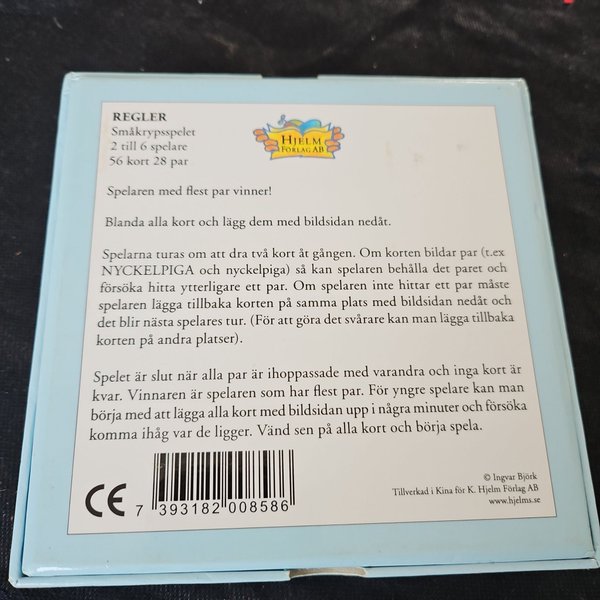 REGLER
Småkrypsspelet
2 till 6 spelare
56 kort 28 par
HJELM
FÖRLAG AB
Spelaren med flest par vinner!
Blanda alla kort och lägg dem med bildsidan nedåt.
Spelarna turas om att dra två kort åt gången. Om korten bildar par (t.ex
NYCKELPIGA och nyckelpiga) så kan spelaren behålla det paret och
försöka hitta ytterligare ett par. Om spelaren inte hittar ett par måste
spelaren lägga tillbaka korten på samma plats med bildsidan nedåt och
det blir nästa spelares tur. (För att göra det svårare kan man lägga tillbaka
korten på andra platser).
Spelet är slut när alla par är ihoppassade med varandra och inga kort är
kvar. Vinnaren är spelaren som har flest par. För yngre spelare kan man
börja med att lägga alla kort med bildsidan upp i några minuter och försöka
komma ihåg var de ligger. Vänd sen på alla kort och börja spela.
CE
7 393182 008586
© Ingvar Björk
Tillverkad i Kina för K. Hjelm Förlag AB
www.hjelms.se